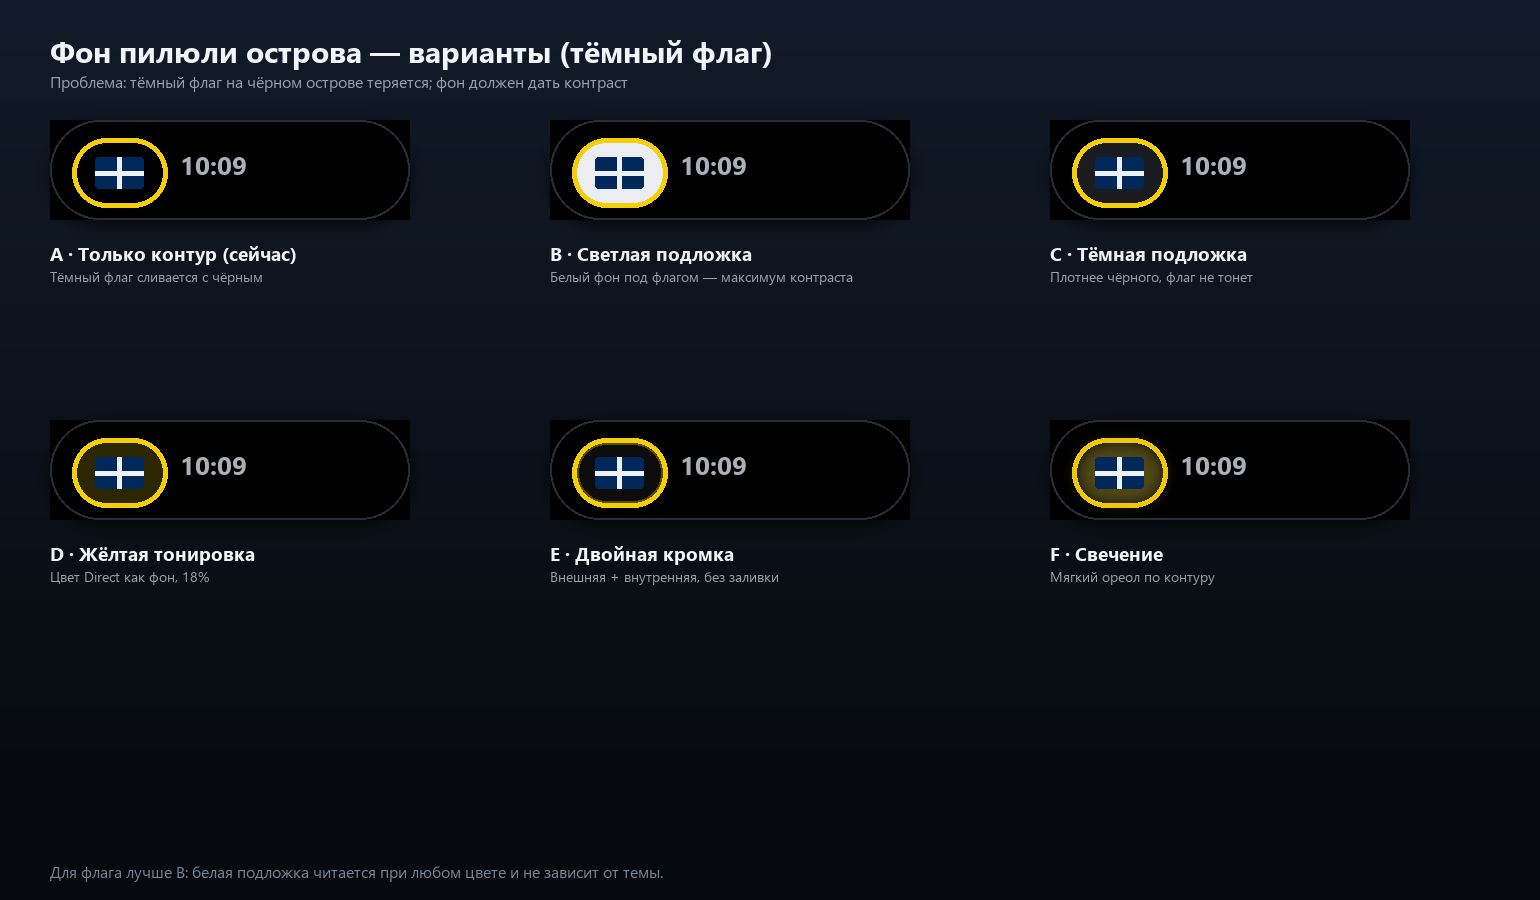 Фон пилюли острова — варианты (тёмный флаг)
Проблема: тёмный флаг на чёрном острове теряется; фон должен дать контраст
10:09
10:09
10:09
A · Только контур (сейчас)
B · Светлая подложка
C · Тёмная подложка
Тёмный флаг сливается с чёрным
Белый фон под флагом — максимум контраста
Плотнее чёрного, флаг не тонет
10:09
10:09
10:09
D · Жёлтая тонировка
E · Двойная кромка
F · Свечение
Цвет Direct как фон, 18%
Внешняя + внутренняя, без заливки
Мягкий ореол по контуру
Для флага лучше B: белая подложка читается при любом цвете и не зависит от темы.